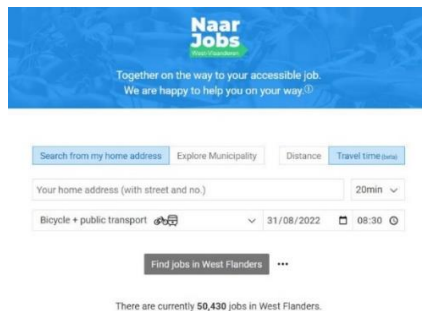 Naar
Jobs
West-Vlaanderen
Together on the way to your accessible job.
We are happy to help you on your way.ⓘ
Search from my home address Explore Municipality Distance Travel time (beta)
Your home address (with street and no.) 20min
Bicycle + public transport 31/08/2022 08:30
Find jobs in West Flanders •••
There are currently 50,430 jobs in West Flanders.